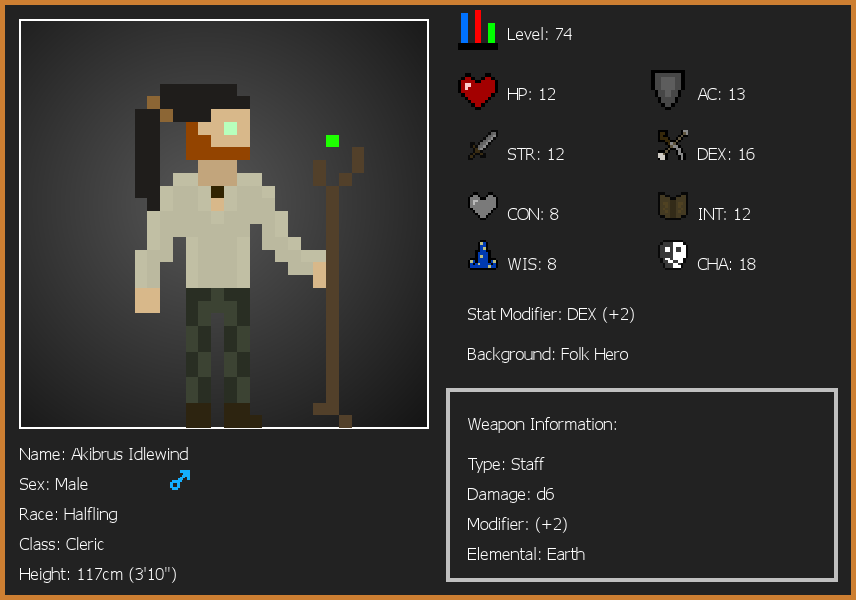 Level: 74
HP: 12
AC: 13
STR: 12
DEX: 16
CON: 8
INT: 12
WIS: 8
CHA: 18
Stat Modifier: DEX (+2)
Background: Folk Hero
Weapon Information:
Type: Staff
Damage: d6
Modifier: (+2)
Elemental: Earth
Name: Akibrus Idlewind
Sex: Male
Race: Halfling
Class: Cleric
Height: 117cm (3'10")